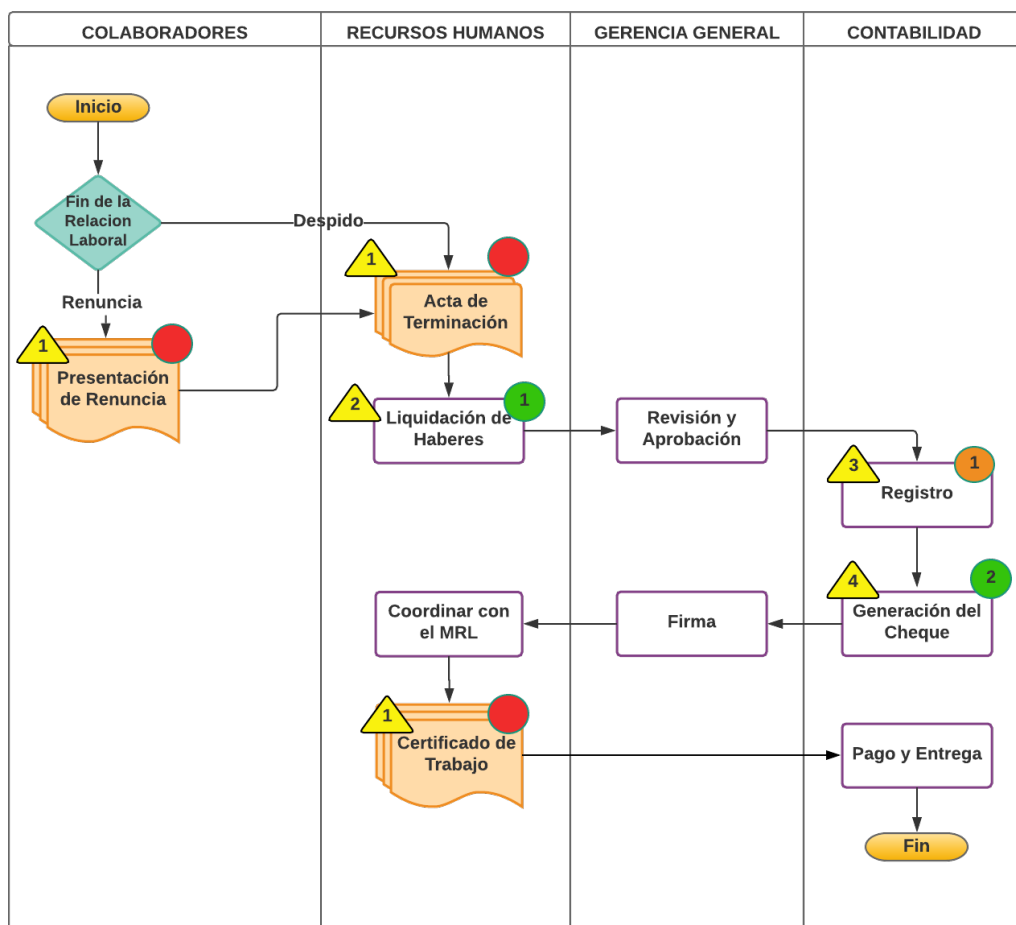 COLABORADORES
RECURSOS HUMANOS
GERENCIA GENERAL
CONTABILIDAD
Inicio
Fin de la
Relacion
Laboral
Despido
Renuncia
1
Presentación
de Renuncia
1
Acta de
Terminación
2
1
Liquidación de
Haberes
Revisión y
Aprobación
3
1
Registro
4
2
Generación del
Cheque
Firma
Coordinar con
el MRL
1
Certificado de
Trabajo
Pago y Entrega
Fin